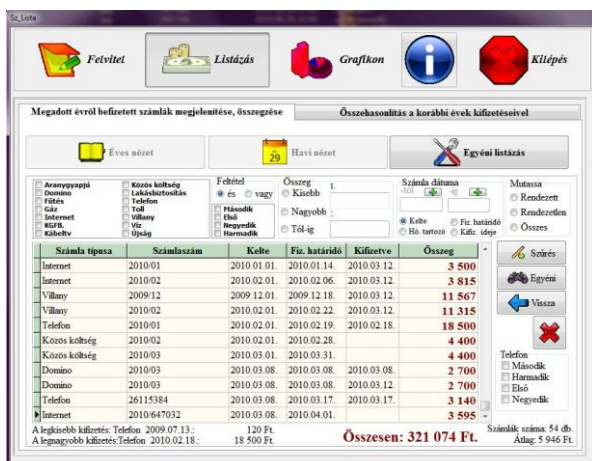 Sz_Lista
Felvitel Listázás Grafikon Kilépés
Megadott évről befizetett számlák megjelenítése, összegzése Összehasonlítás a korábbi évek kifizetéseivel
Éves nézet 29 Havi nézet Egyéni listázás
Feltétel Összeg 1. Számla dátuma Mutassa
Aranygyapjú Közös költség és vagy Kisebb -tól -ig Rendezett
Domino Lakásbiztosítás
Fűtés Telefon Második Nagyobb 2. Rendezetlen
Gáz Toll Első
Internet Villany Negyedik Tól-ig Kelte Fiz. határidő Összes
KGFB. Víz Harmadik Hó. tartozó Kifiz. ideje
Kábeltv Újság
Számla típusa Számlaszám Kelte Fiz. határidő Kifizetve Összeg Szűrés
Internet 2010/01 2010.01.01. 2010.01.14. 2010.03.12. 3 500
Internet 2010/02 2010.02.01. 2010.02.06. 2010.03.12. 3 815 Egyéni
Villany 2009/12 2009.12.01. 2009.12.18. 2010.03.12. 11 567
Villany 2010/02 2010.02.01. 2010.02.22. 2010.03.12. 11 315 Vissza
Telefon 2010/01 2010.02.01. 2010.02.19. 2010.02.18. 18 500
Közös költség 2010/02 2010.02.01. 2010.02.28. 4 400
Közös költség 2010/03 2010.03.01. 2010.03.31. 4 400 Telefon
Domino 2010/03 2010.03.08. 2010.03.08. 2010.03.08. 2 700 Második
Domino 2010/03 2010.03.08. 2010.03.08. 2010.03.12. 2 700 Harmadik
Telefon 26115384 2010.03.08. 2010.03.17. 2010.03.17. 3 140 Első
Internet 2010/647032 2010.03.08. 2010.04.01. 3 595 Negyedik
A legkisebb kifizetés: Telefon 2009.07.13.: 120 Ft. Összesen: 321 074 Ft. Számlák száma: 54 db.
A legnagyobb kifizetés:Telefon 2010.02.18.: 18 500 Ft. Átlag: 5 946 Ft.